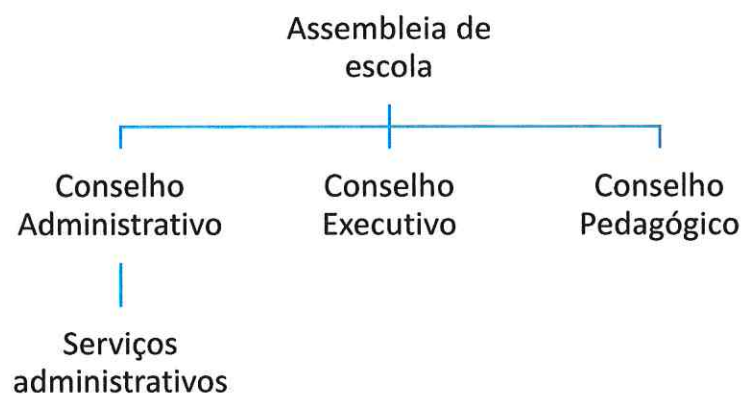 Assembleia de
escola
Conselho
Administrativo
Conselho
Executivo
Conselho
Pedagógico
Serviços
administrativos